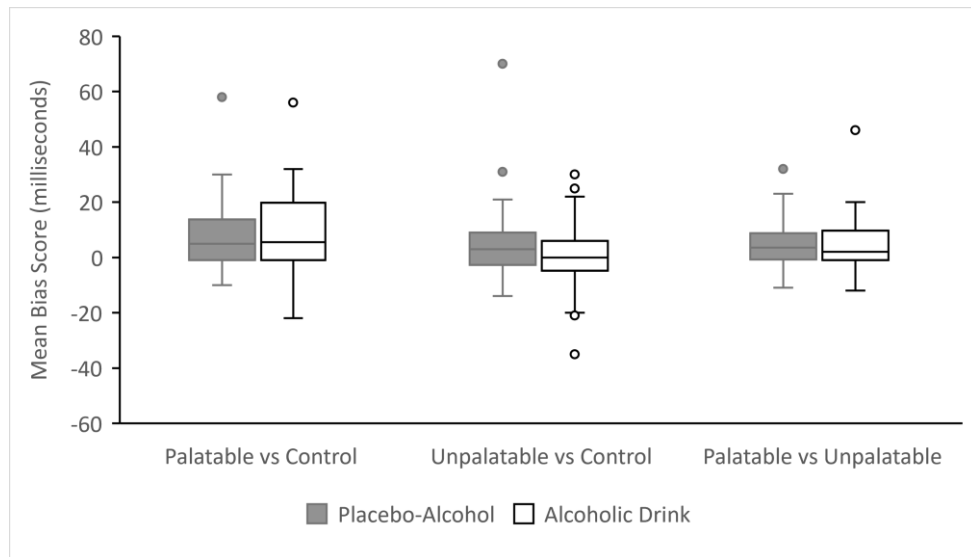 80
60
40
20
0
-20
-40
-60
Mean Bias Score (milliseconds)
Palatable vs Control Unpalatable vs Control Palatable vs Unpalatable
Placebo-Alcohol Alcoholic Drink